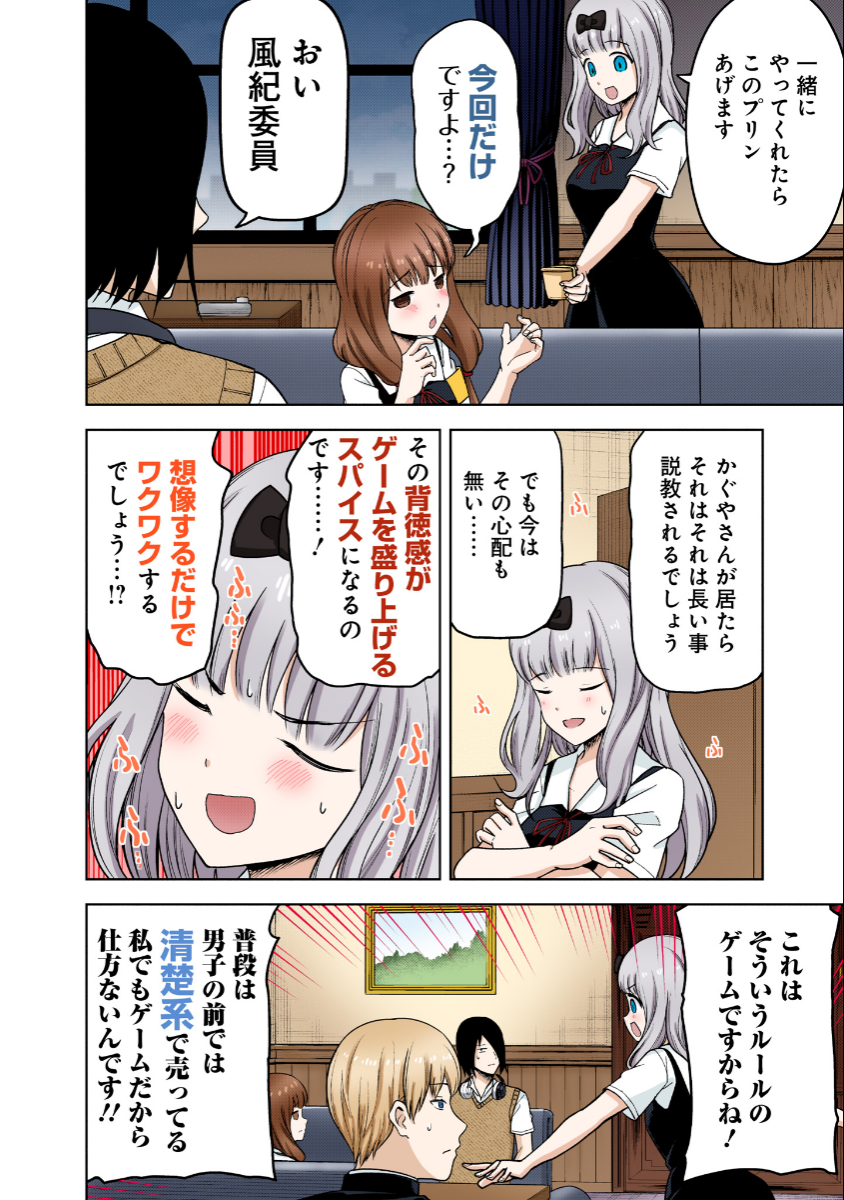 一緒に
やってくれたら
このプリン
あげます
今回だけ
ですよ…?
おい
風紀委員
かぐやさんが居たら
それはそれは長い事
説教されるでしょう
でも今は
その心配も
無い……
ふ
ふ
ふ
その背徳感が
ゲームを盛り上げる
スパイスになるの
です……!
想像するだけで
ワクワクする
でしょう…!?
ふ
ふ…
ふ
ふ…
ふ
ふ…
これは
そういうルールの
ゲームですからね!
普段は
男子の前では
清楚系で売ってる
私でもゲームだから
仕方ないんです!!